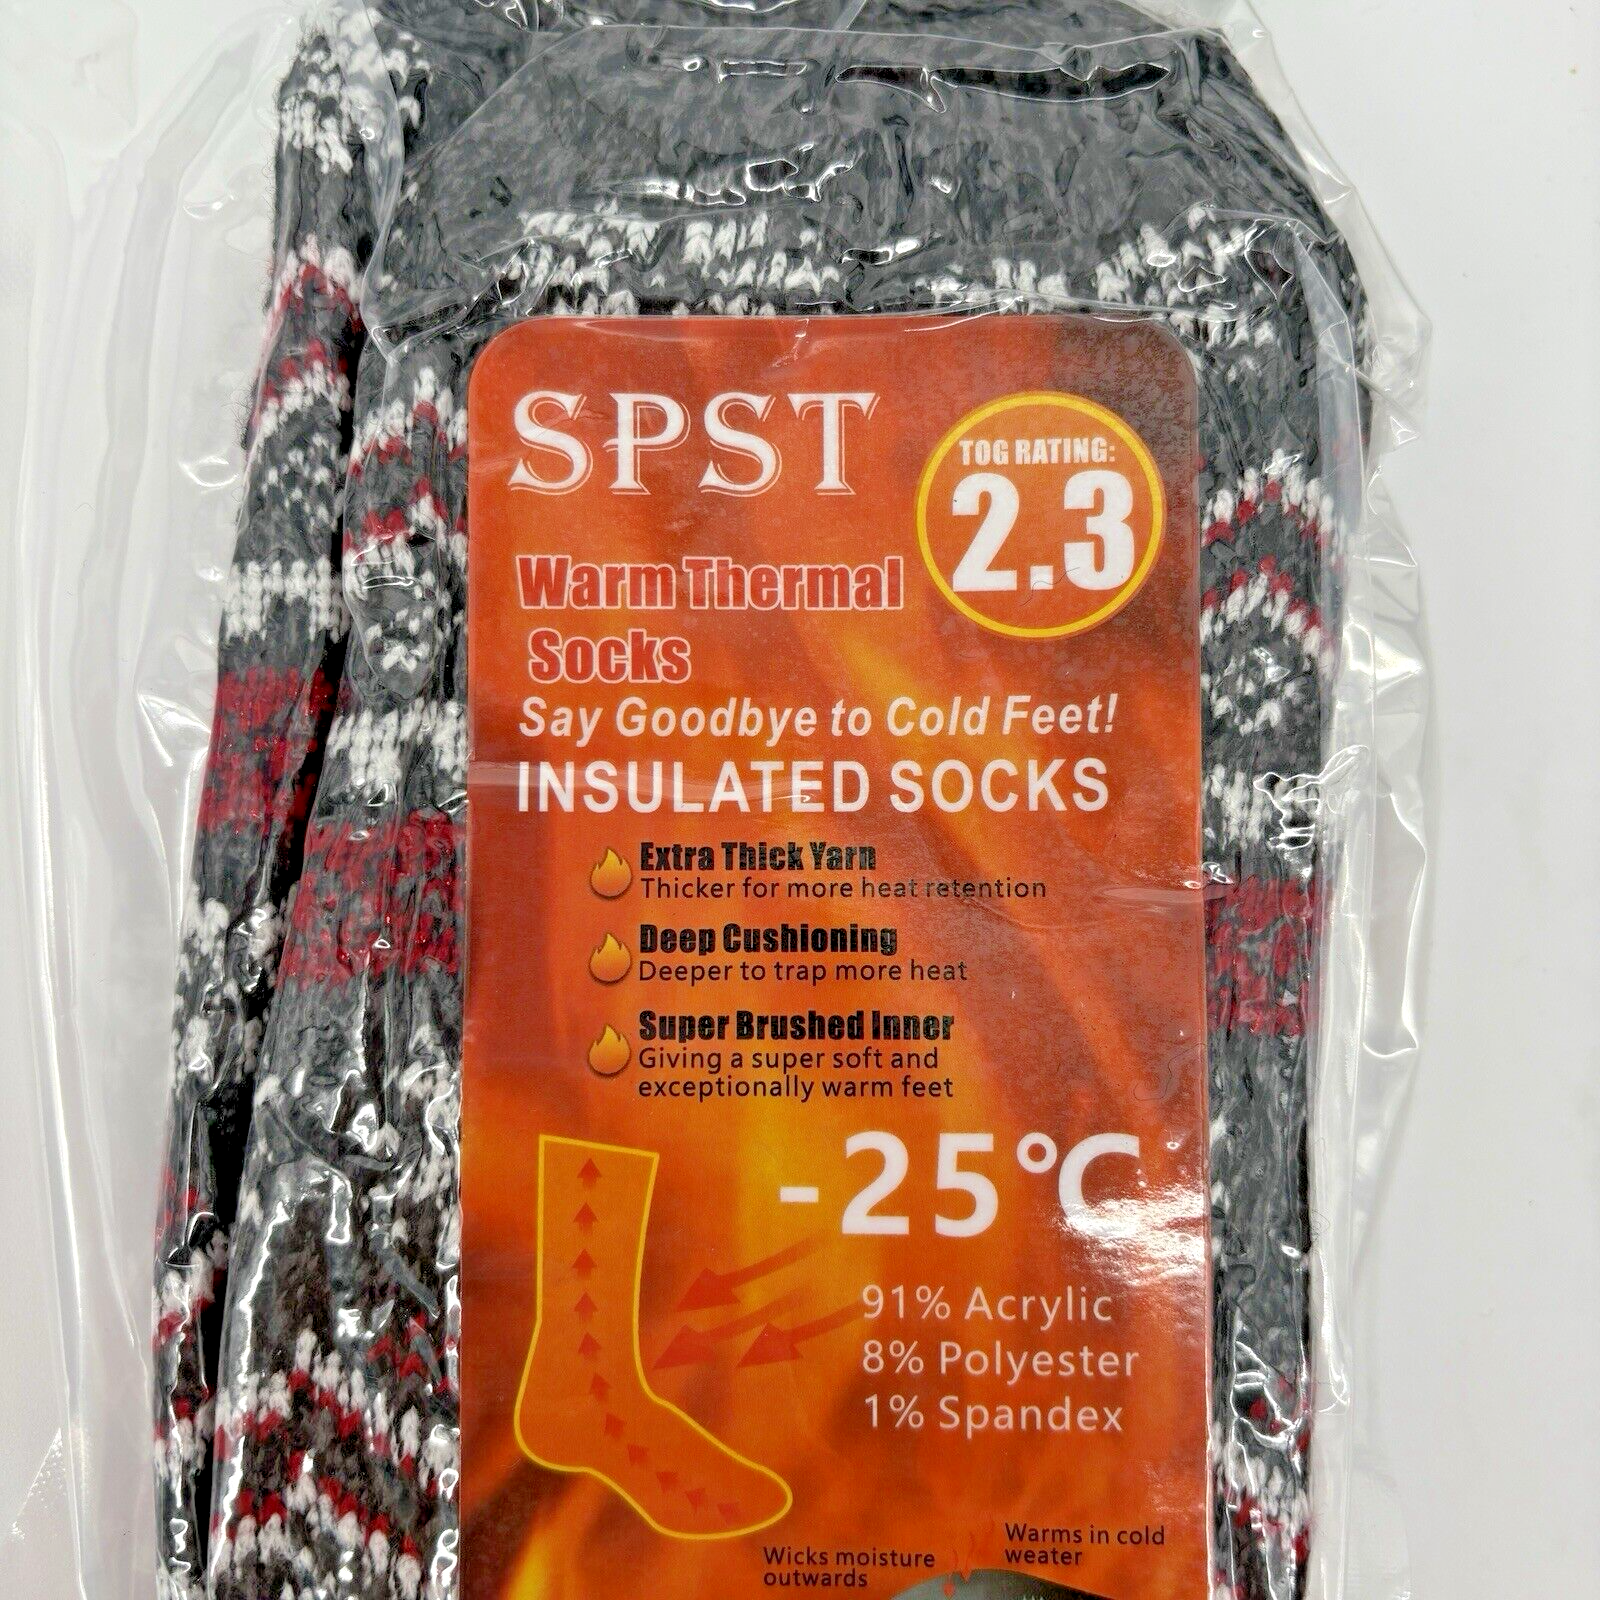 SPST
TOG RATING:
2.3
Warm Thermal
Socks
Say Goodbye to Cold Feet!
INSULATED SOCKS
Extra Thick Yarn
Thicker for more heat retention
Deep Cushioning
Deeper to trap more heat
Super Brushed Inner
Giving a super soft and
exceptionally warm feet
-25°C
91% Acrylic
8% Polyester
1% Spandex
Wicks moisture
outwards
Warms in cold
weater